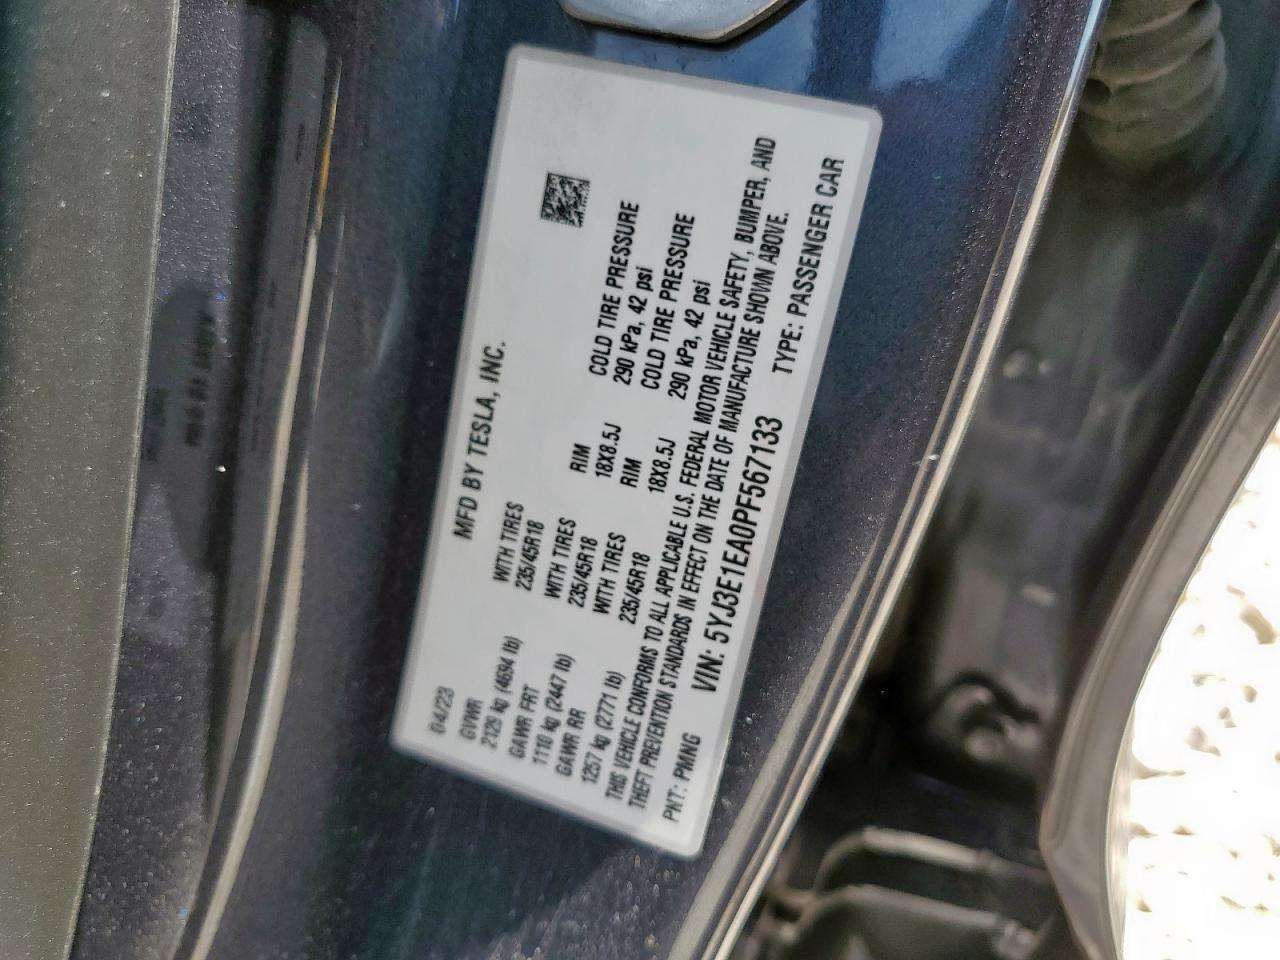 MFD BY TESLA, INC.
04/23
GVWR
2129 kg (4694 lb)
GAWR FRT WITH TIRES RIM COLD TIRE PRESSURE
1110 kg (2447 lb) 235/45R18 18X8.5J 290 kPa, 42 psi
GAWR RR WITH TIRES RIM COLD TIRE PRESSURE
1257 kg (2771 lb) 235/45R18 18X8.5J 290 kPa, 42 psi
WITH TIRES
235/45R18
THIS VEHICLE CONFORMS TO ALL APPLICABLE U.S. FEDERAL MOTOR VEHICLE SAFETY, BUMPER, AND
THEFT PREVENTION STANDARDS IN EFFECT ON THE DATE OF MANUFACTURE SHOWN ABOVE.
PNT: PMNG VIN: 5YJ3E1EA0PF567133 TYPE: PASSENGER CAR